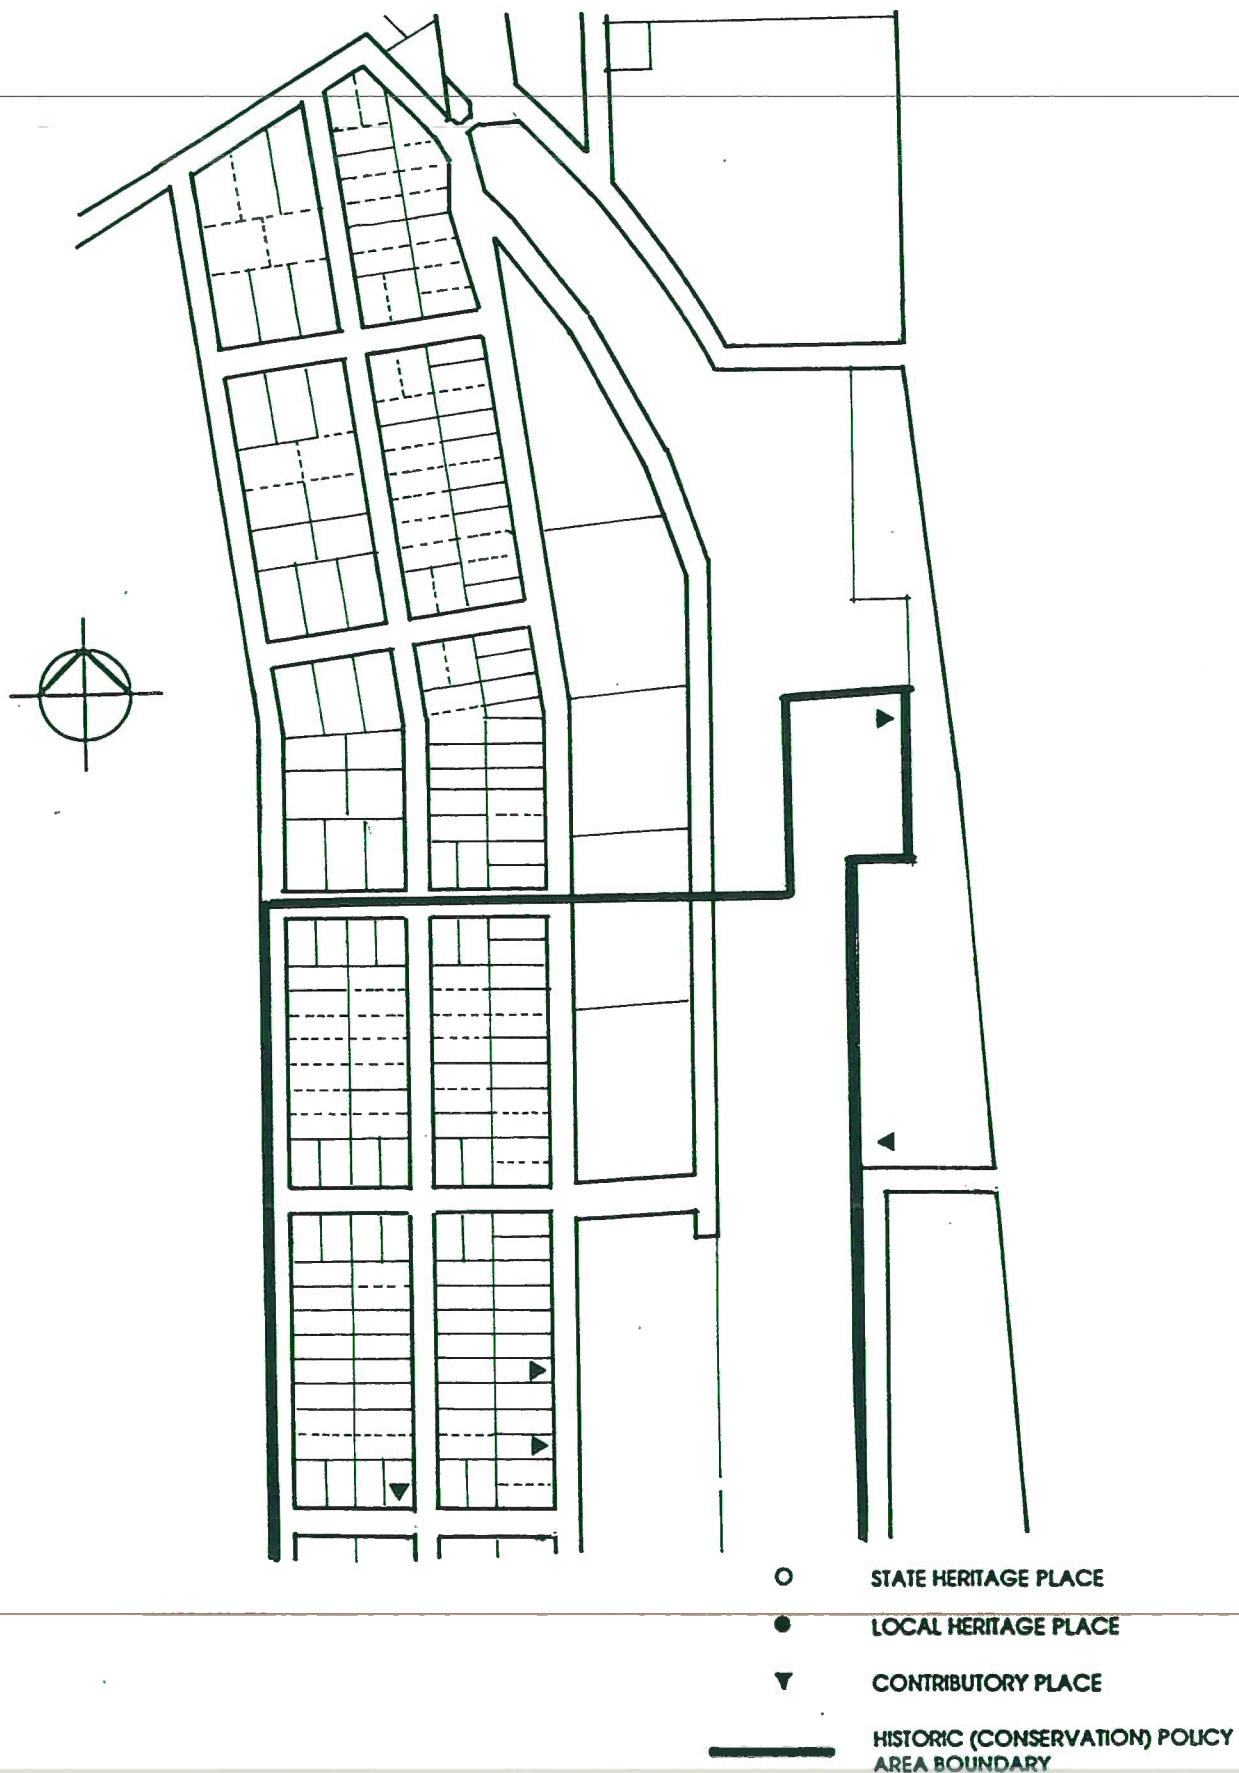 STATE HERITAGE PLACE
LOCAL HERITAGE PLACE
CONTRIBUTORY PLACE
HISTORIC (CONSERVATION) POLICY
AREA BOUNDARY